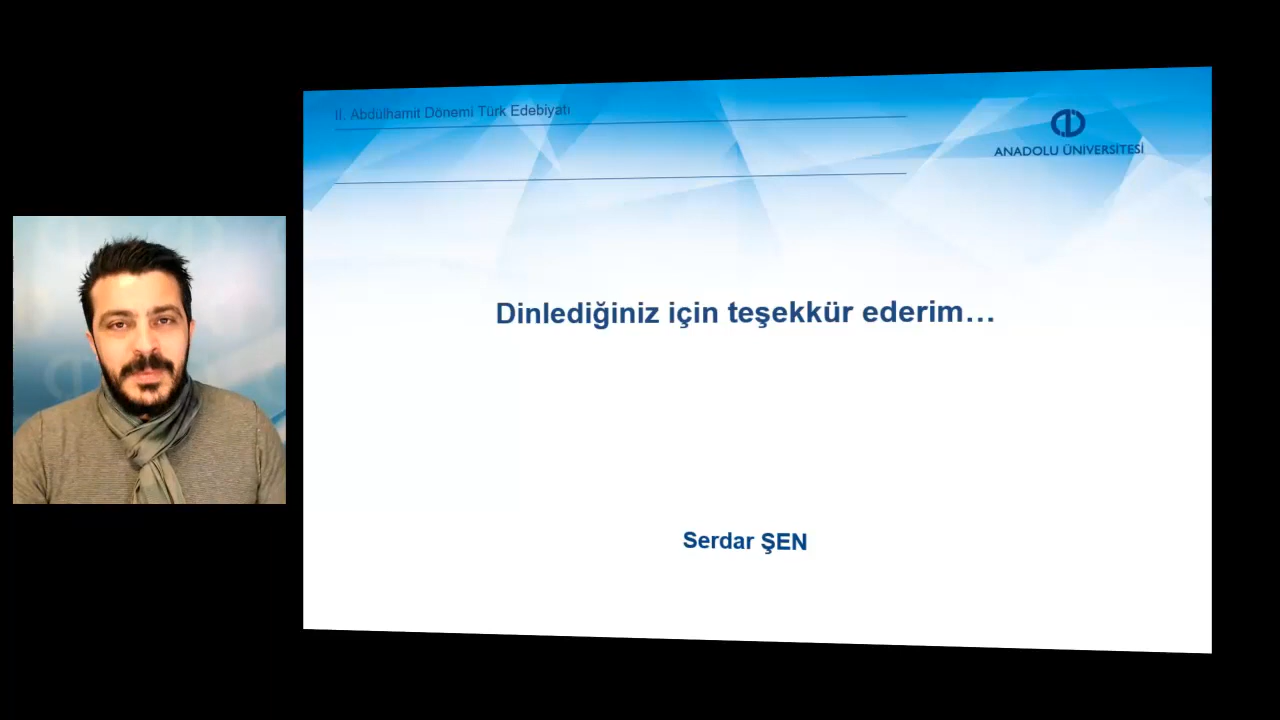 II. Abdülhamit Dönemi Türk Edebiyatı
ANADOLU ÜNİVERSİTESİ
Dinlediğiniz için teşekkür ederim…
Serdar ŞEN